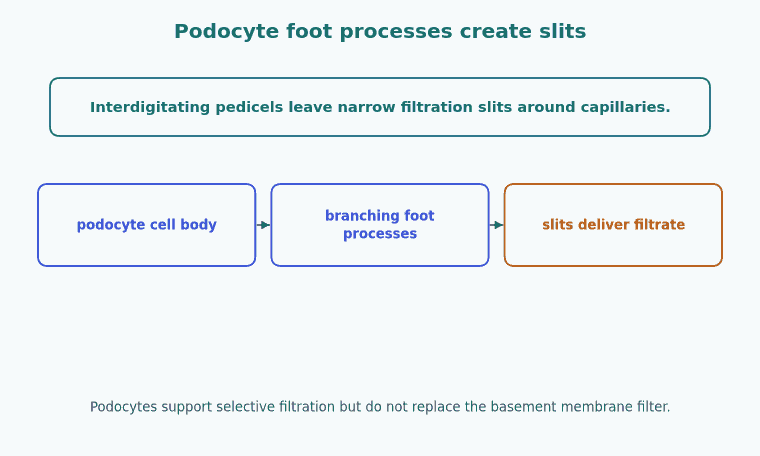 Podocyte foot processes create slits
Interdigitating pedicels leave narrow filtration slits around capillaries.
podocyte cell body
branching foot
processes
slits deliver filtrate
Podocytes support selective filtration but do not replace the basement membrane filter.